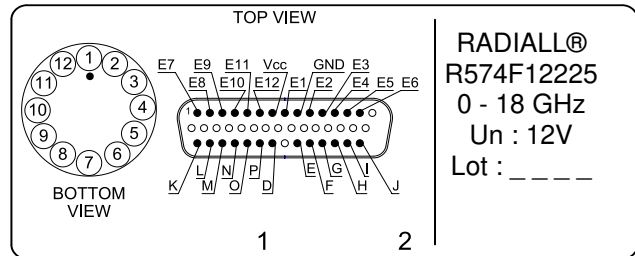 TOP VIEW
12 1 2
11 3
10 4
9 5
8 7 6
BOTTOM
VIEW
E7 E9 E11 Vcc GND E3
E8 E10 E12 E1 E2 E4 E5 E6
1
K M L N O P D E F G H I J
1 2
RADIALL®
R574F12225
0 - 18 GHz
Un : 12V
Lot : _ _ _ _